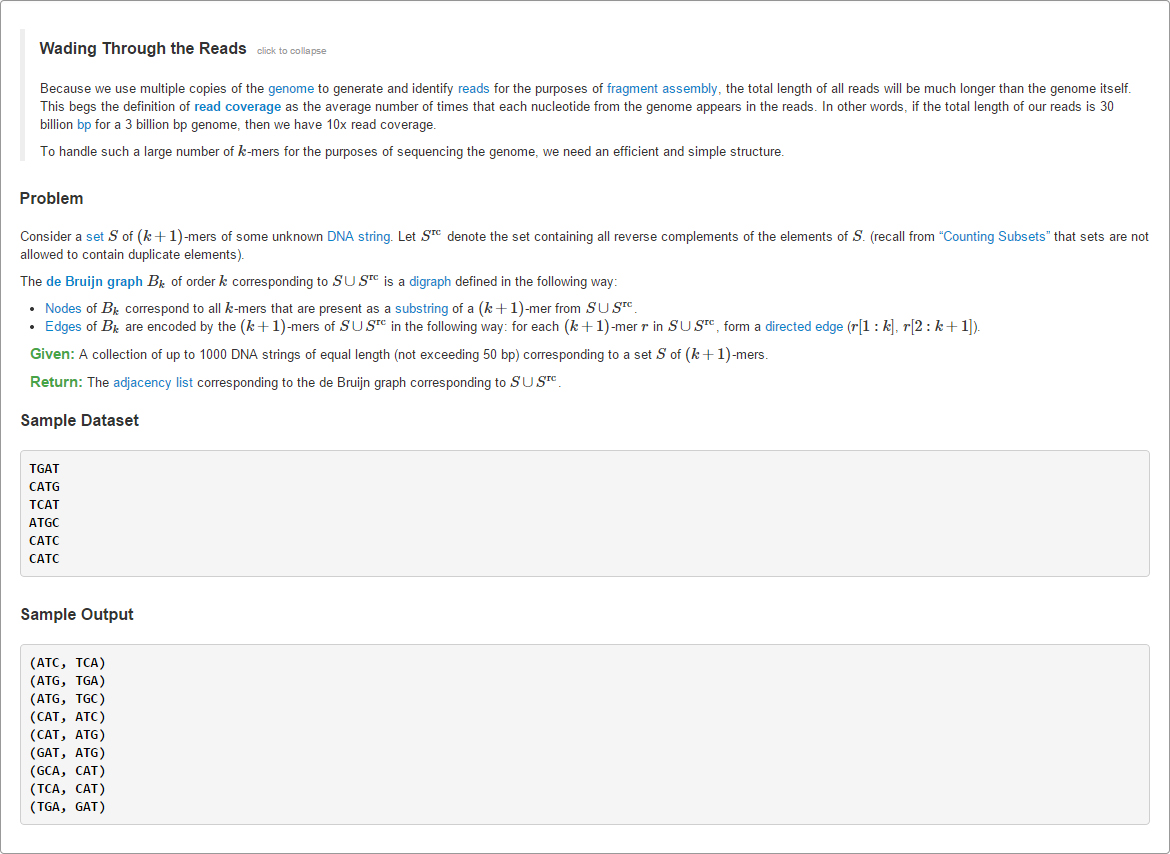 Wading Through the Reads click to collapse
Because we use multiple copies of the genome to generate and identify reads for the purposes of fragment assembly, the total length of all reads will be much longer than the genome itself.
This begs the definition of read coverage as the average number of times that each nucleotide from the genome appears in the reads. In other words, if the total length of our reads is 30
billion bp for a 3 billion bp genome, then we have 10x read coverage.
To handle such a large number of k-mers for the purposes of sequencing the genome, we need an efficient and simple structure.
Problem
Consider a set S of (k + 1)-mers of some unknown DNA string. Let S^rc denote the set containing all reverse complements of the elements of S. (recall from “Counting Subsets” that sets are not
allowed to contain duplicate elements).
The de Bruijn graph B_k of order k corresponding to S ∪ S^rc is a digraph defined in the following way:
• Nodes of B_k correspond to all k-mers that are present as a substring of a (k + 1)-mer from S ∪ S^rc.
• Edges of B_k are encoded by the (k + 1)-mers of S ∪ S^rc in the following way: for each (k + 1)-mer r in S ∪ S^rc, form a directed edge (r[1 : k], r[2 : k + 1]).
Given: A collection of up to 1000 DNA strings of equal length (not exceeding 50 bp) corresponding to a set S of (k + 1)-mers.
Return: The adjacency list corresponding to the de Bruijn graph corresponding to S ∪ S^rc.
Sample Dataset
TGAT
CATG
TCAT
ATGC
CATC
CATC
Sample Output
(ATC, TCA)
(ATG, TGA)
(ATG, TGC)
(CAT, ATC)
(CAT, ATG)
(GAT, ATG)
(GCA, CAT)
(TCA, CAT)
(TGA, GAT)